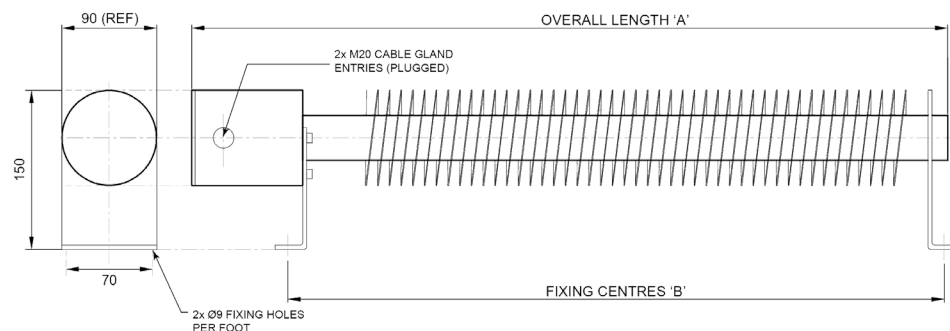 90 (REF)
OVERALL LENGTH ‘A’
2x M20 CABLE GLAND
ENTRIES (PLUGGED)
150
70
FIXING CENTRES ‘B’
2x Ø9 FIXING HOLES
PER FOOT